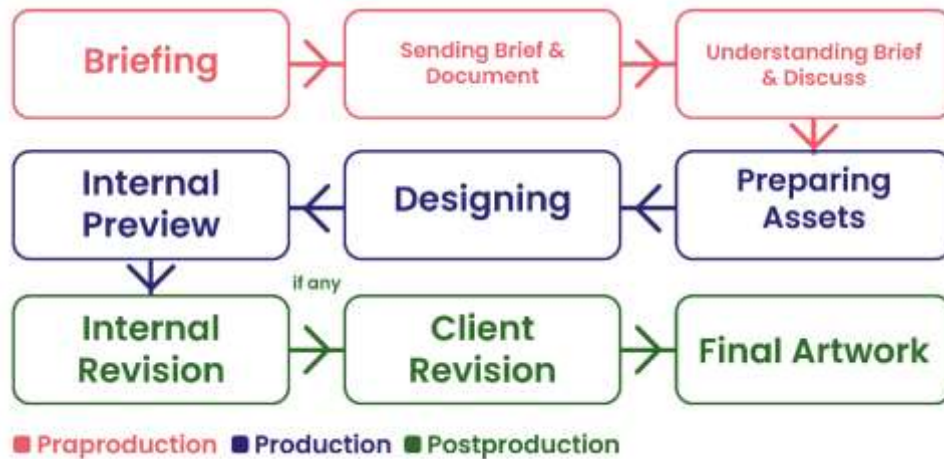 Briefing
Sending Brief &
Document
Understanding Brief
& Discuss
Preparing
Assets
Designing
Internal
Preview
if any
Internal
Revision
Client
Revision
Final Artwork
Praproduction Production Postproduction